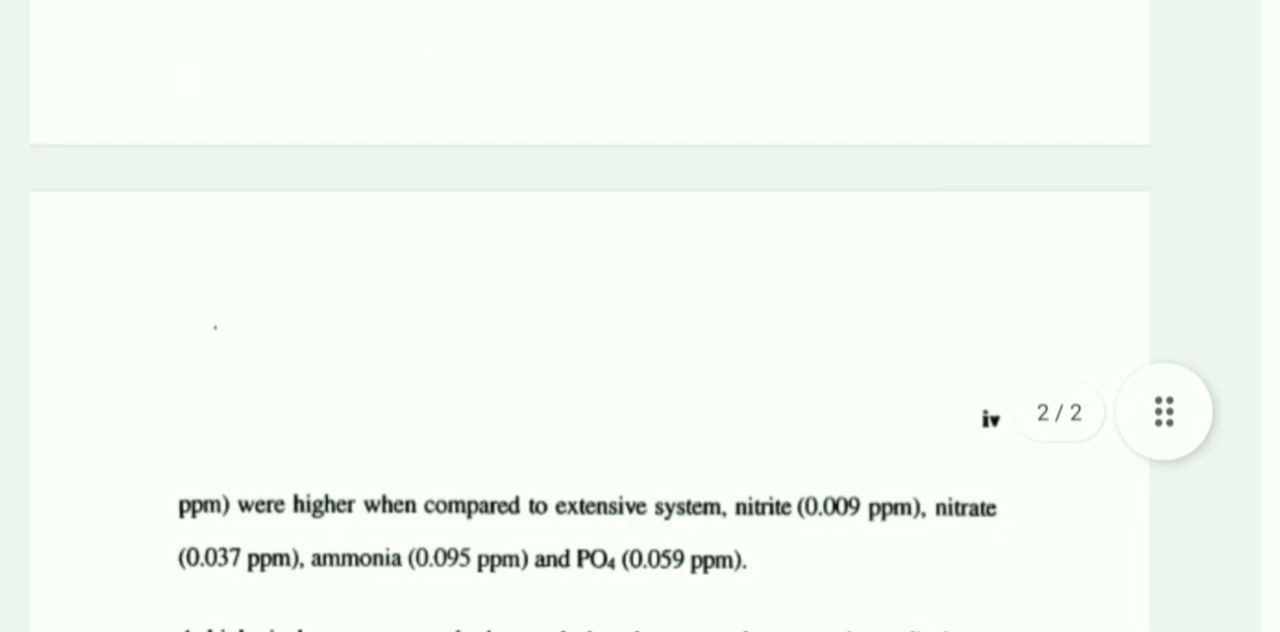 iv
2 / 2
ppm) were higher when compared to extensive system, nitrite (0.009 ppm), nitrate
(0.037 ppm), ammonia (0.095 ppm) and PO₄ (0.059 ppm).